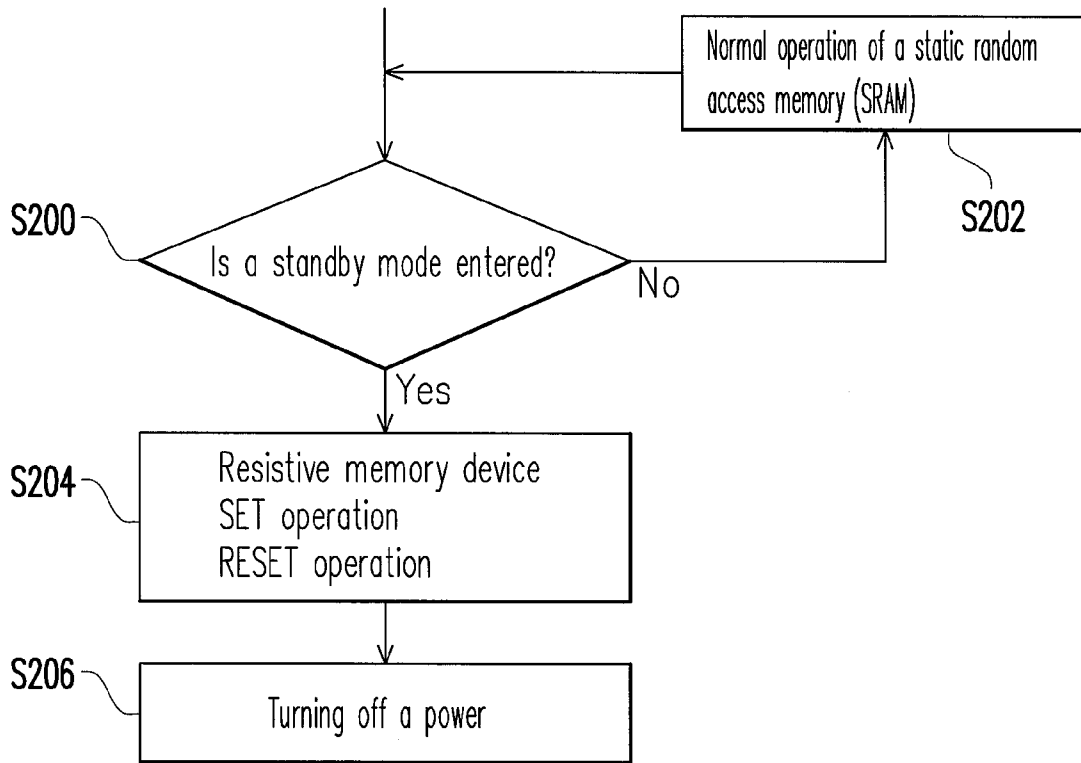 Normal operation of a static random
access memory (SRAM)
S202
S200
Is a standby mode entered?
No
Yes
S204
Resistive memory device
SET operation
RESET operation
S206
Turning off a power